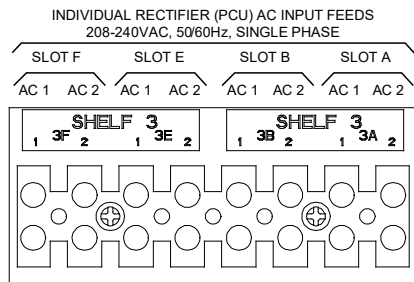 INDIVIDUAL RECTIFIER (PCU) AC INPUT FEEDS
208-240VAC, 50/60Hz, SINGLE PHASE
SLOT F SLOT E SLOT B SLOT A
AC 1 AC 2 AC 1 AC 2 AC 1 AC 2 AC 1 AC 2
SHELF 3 SHELF 3
1 3F 2 1 3E 2 1 3B 2 1 3A 2